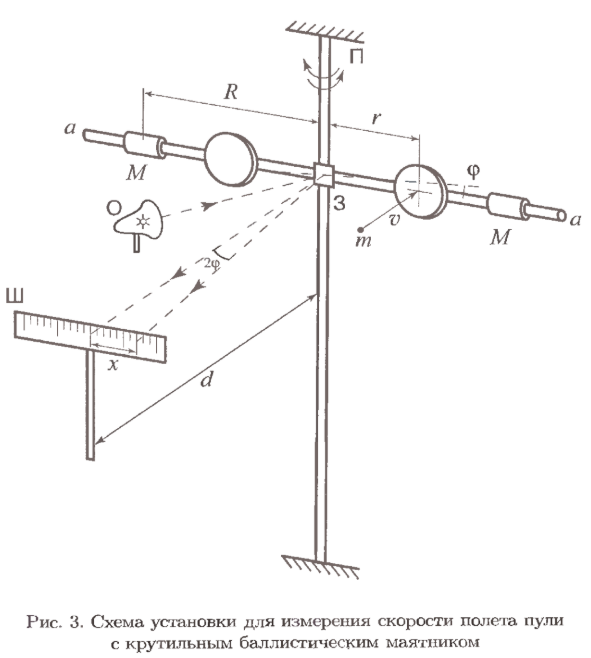 П
R
r
a
M
φ
О
З
v
m
M
a
2φ
Ш
x
d
Рис. 3. Схема установки для измерения скорости полета пули
с крутильным баллистическим маятником